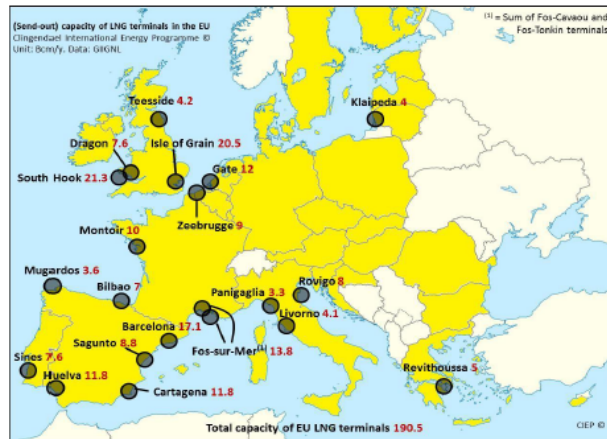 (Send-out) capacity of LNG terminals in the EU
Clingendael International Energy Programme ©
Unit: Bcm/y. Data: GIIGNL
(1) = Sum of Fos-Cavaou and
Fos-Tonkin terminals
Teesside 4.2
Klaipeda 4
Dragon 7.6
Isle of Grain 20.5
South Hook 21.3
Gate 12
Zeebrugge 9
Montoir 10
Mugardos 3.6
Bilbao 7
Panigaglia 3.3
Rovigo 8
Livorno 4.1
Barcelona 17.1
Sagunto 8.8
Fos-sur-Mer(1) 13.8
Sines 7.6
Huelva 11.8
Cartagena 11.8
Revithoussa 5
Total capacity of EU LNG terminals 190.5
CIEP ©